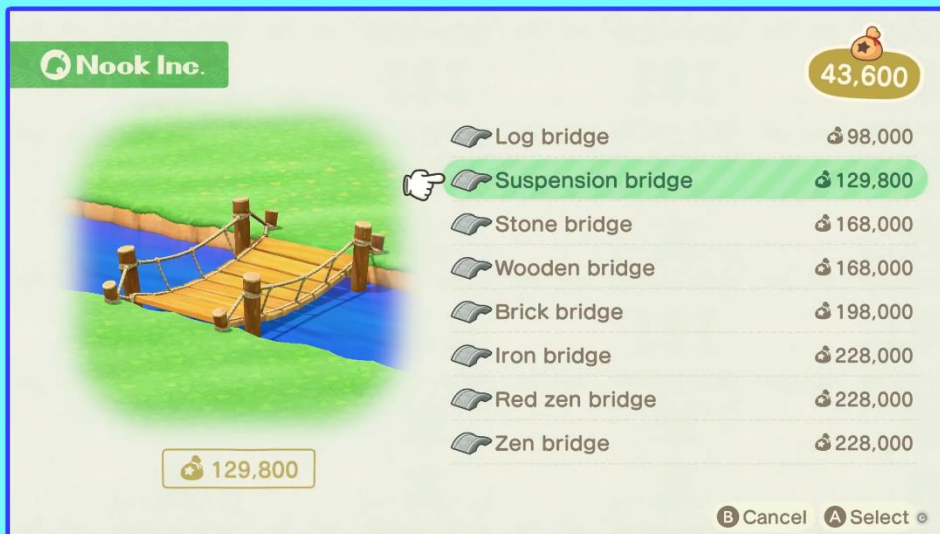 Nook Inc.
43,600
Log bridge 98,000
Suspension bridge 129,800
Stone bridge 168,000
Wooden bridge 168,000
Brick bridge 198,000
Iron bridge 228,000
Red zen bridge 228,000
Zen bridge 228,000
129,800
B Cancel A Select